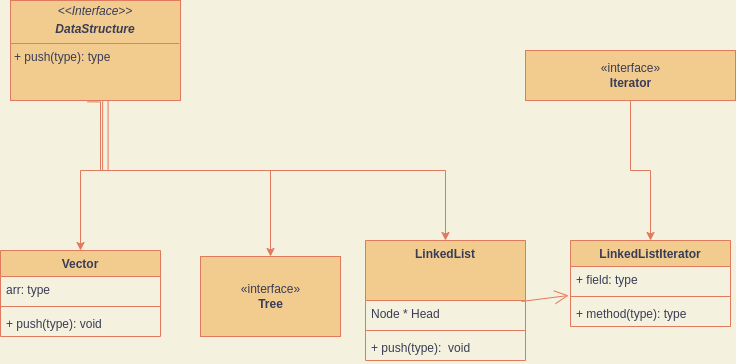 <<Interface>>
DataStructure
+ push(type): type
«interface»
Iterator
Vector
arr: type
+ push(type): void
«interface»
Tree
LinkedList
Node * Head
+ push(type):  void
LinkedListIterator
+ field: type
+ method(type): type